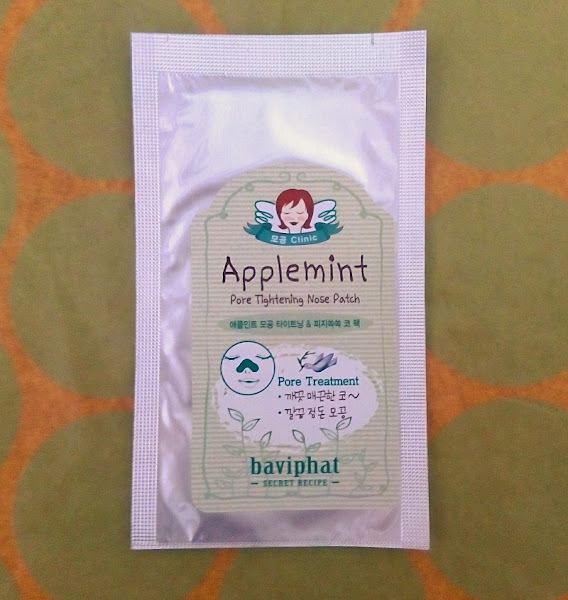 모공 Clinic
Applemint
Pore Tightening Nose Patch
애플민트 모공 타이트닝 & 피지쏙쏙 코 팩
Pore Treatment
• 깨끗 매끈한 코~
• 깔끔 정돈 모공
baviphat
— SECRET RECIPE —